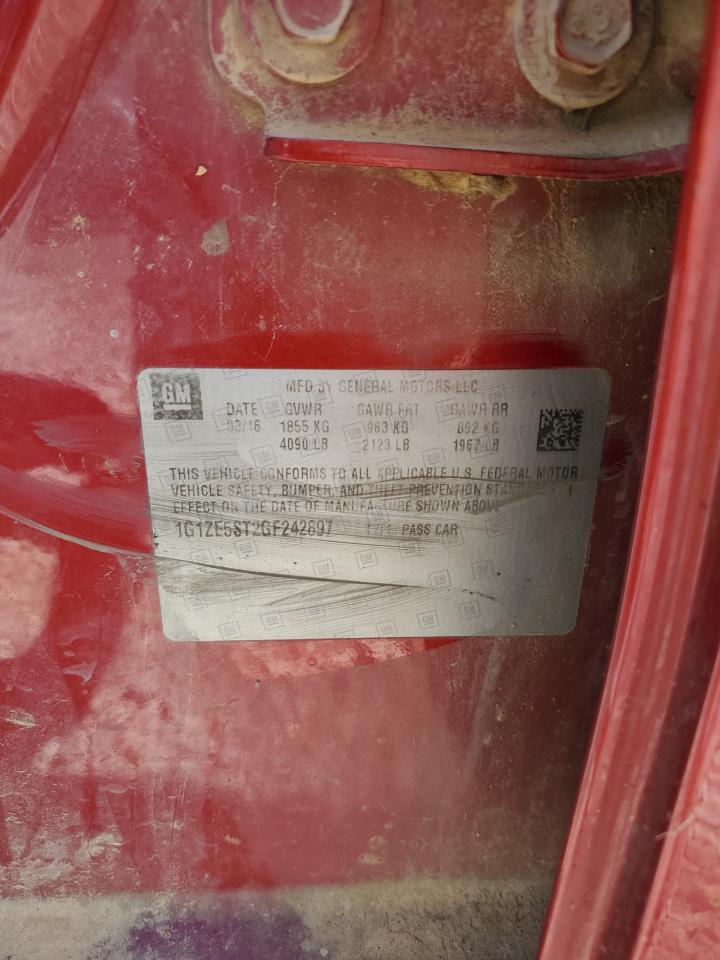 GM
MFD BY GENERAL MOTORS LLC
DATE GVWR GAWR FRT GAWR RR
03/16 1855 KG 963 KG 892 KG
4090 LB 2123 LB 1967 LB
THIS VEHICLE CONFORMS TO ALL APPLICABLE U.S. FEDERAL MOTOR
VEHICLE SAFETY, BUMPER, AND THEFT PREVENTION STANDARDS I
EFFECT ON THE DATE OF MANUFACTURE SHOWN ABOVE
1G1ZE5ST2GF242697 TYPE: PASS CAR